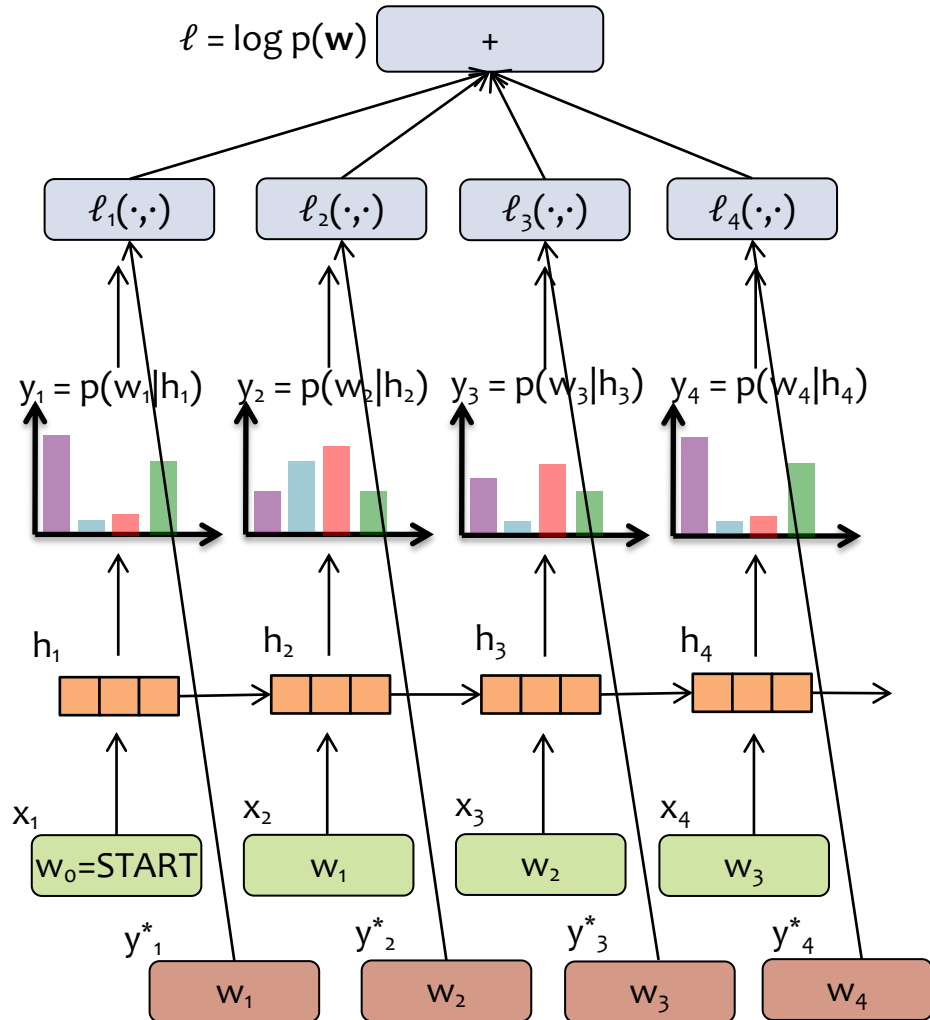 ℓ = log p(w) +
ℓ₁(·,·) ℓ₂(·,·) ℓ₃(·,·) ℓ₄(·,·)
y₁ = p(w₁|h₁) y₂ = p(w₂|h₂) y₃ = p(w₃|h₃) y₄ = p(w₄|h₄)
h₁ h₂ h₃ h₄
x₁ x₂ x₃ x₄
w₀=START w₁ w₂ w₃
y*₁ y*₂ y*₃ y*₄
w₁ w₂ w₃ w₄